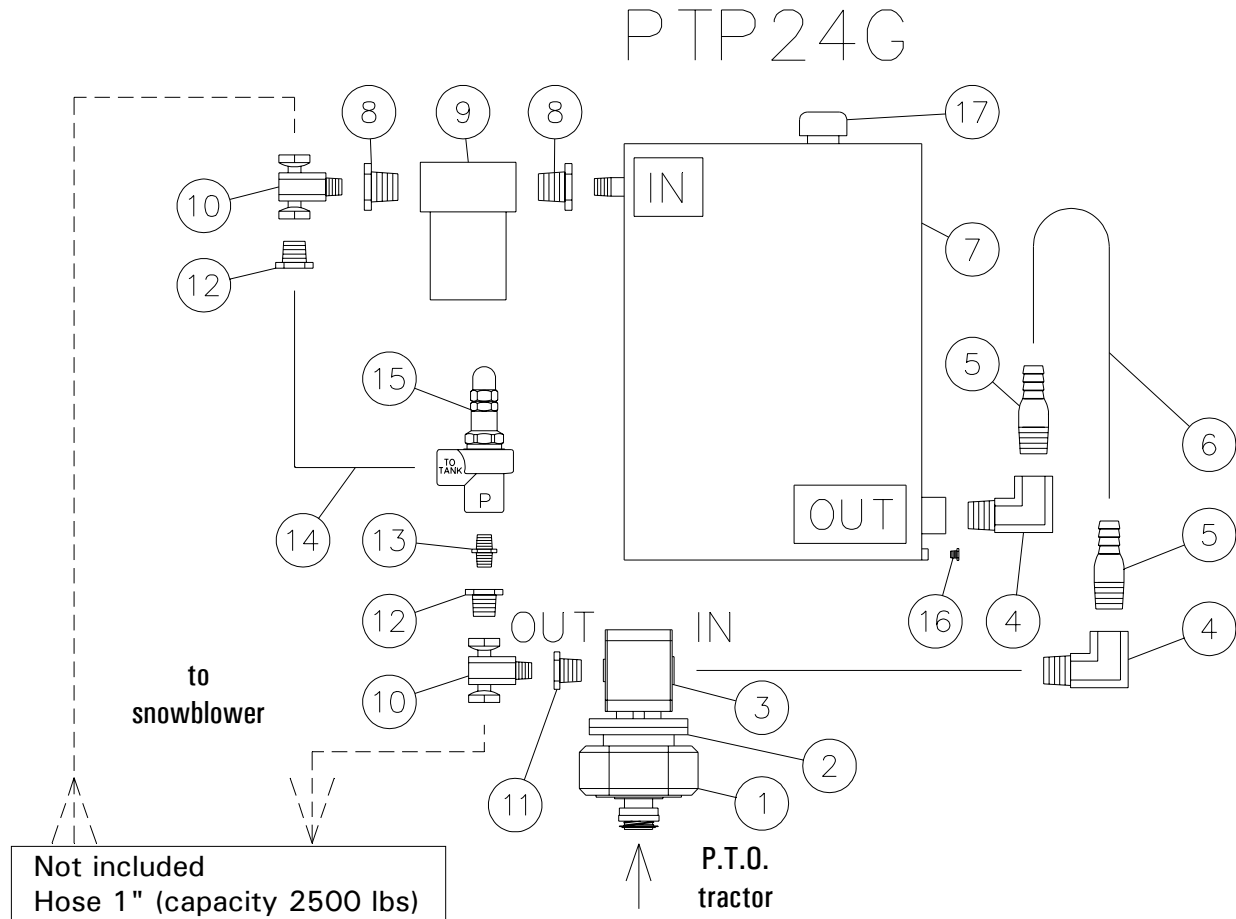 PTP24G
8
9
8
17
10
IN
7
12
5
15
6
TO
TANK
P
OUT
14
13
5
16
4
12
OUT
IN
4
to
snowblower
10
3
2
11
1
P.T.O.
tractor
Not included
Hose 1" (capacity 2500 lbs)